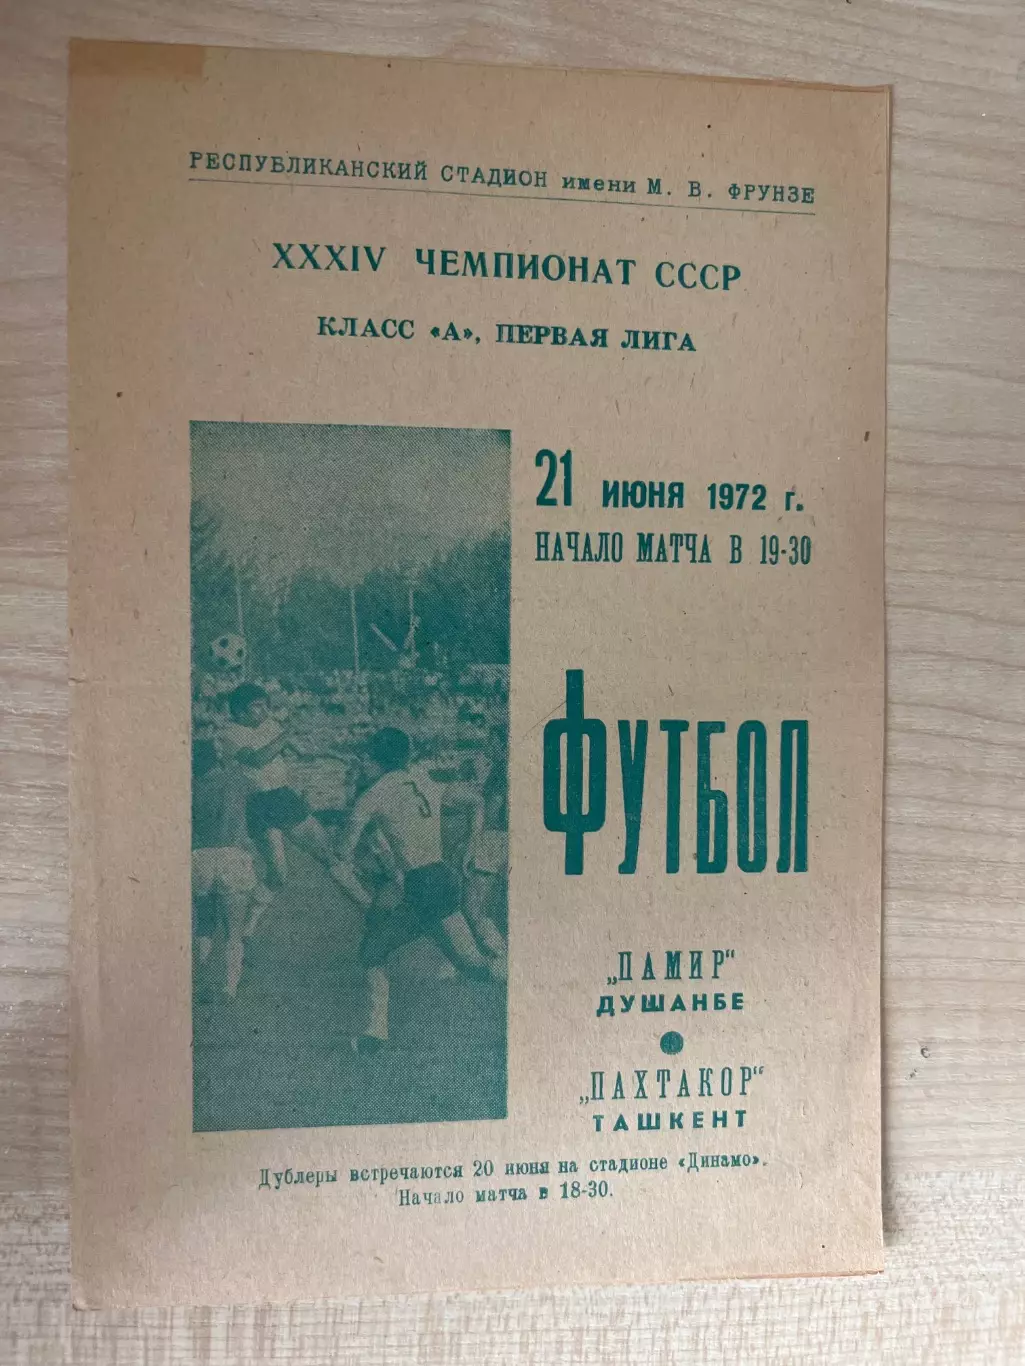 РЕСПУБЛИКАНСКИЙ СТАДИОН имени М. В. ФРУНЗЕ
XXXIV ЧЕМПИОНАТ СССР
КЛАСС «А», ПЕРВАЯ ЛИГА
21 ИЮНЯ 1972 г.
НАЧАЛО МАТЧА В 19-30
ФУТБОЛ
„ПАМИР“
ДУШАНБЕ
„ПАХТАКОР“
ТАШКЕНТ
Дублеры встречаются 20 июня на стадионе «Динамо».
Начало матча в 18-30.
3